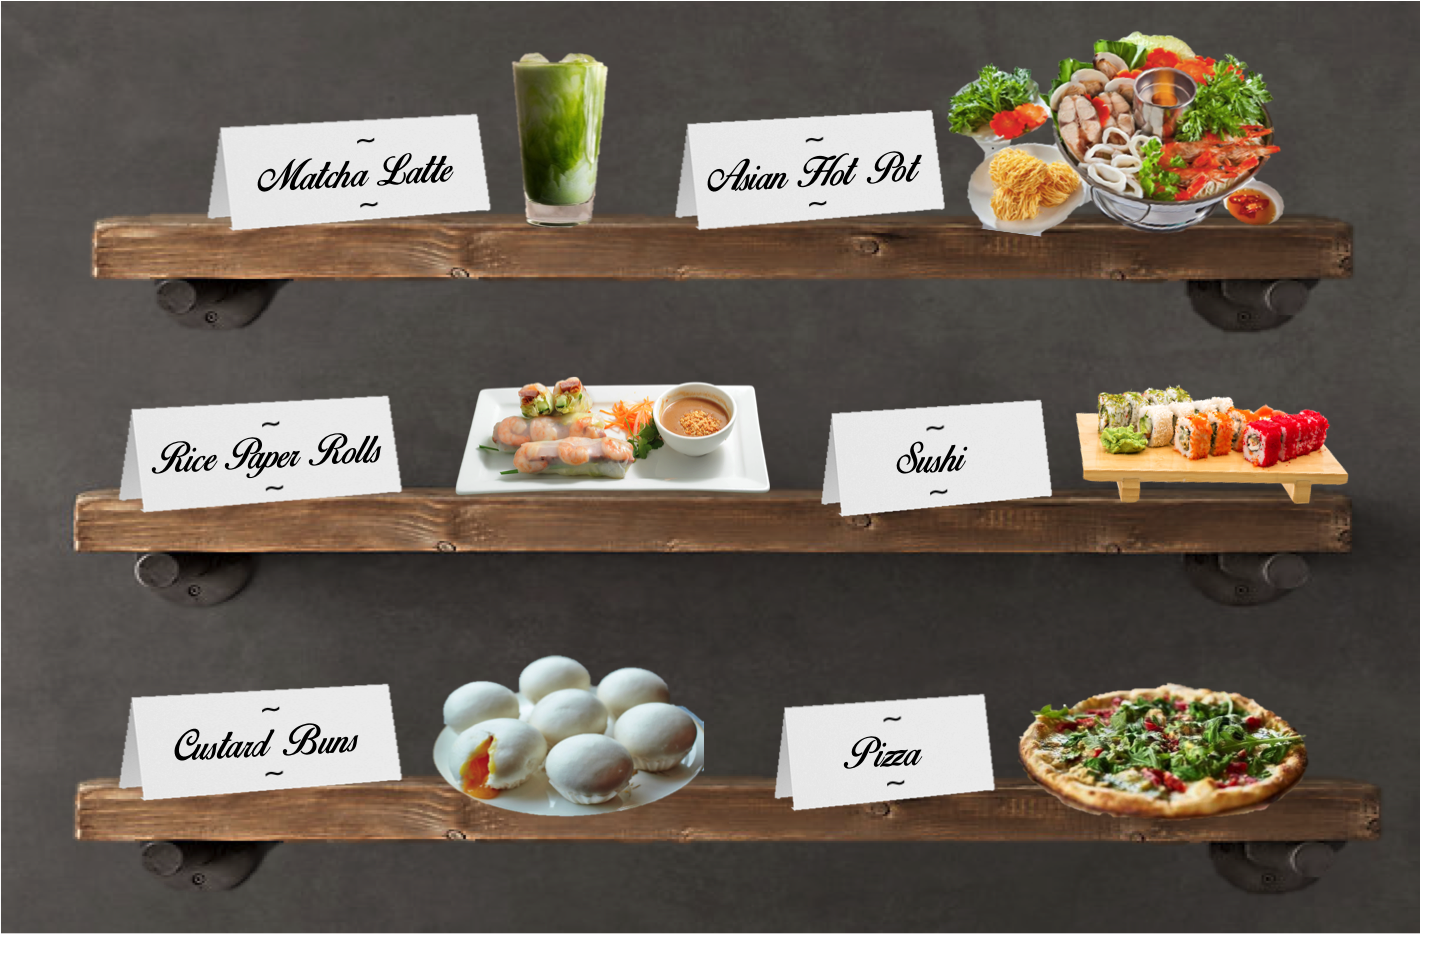 ~
Matcha Latte
~
~
Asian Hot Pot
~
~
Rice Paper Rolls
~
~
Sushi
~
~
Custard Buns
~
~
Pizza
~